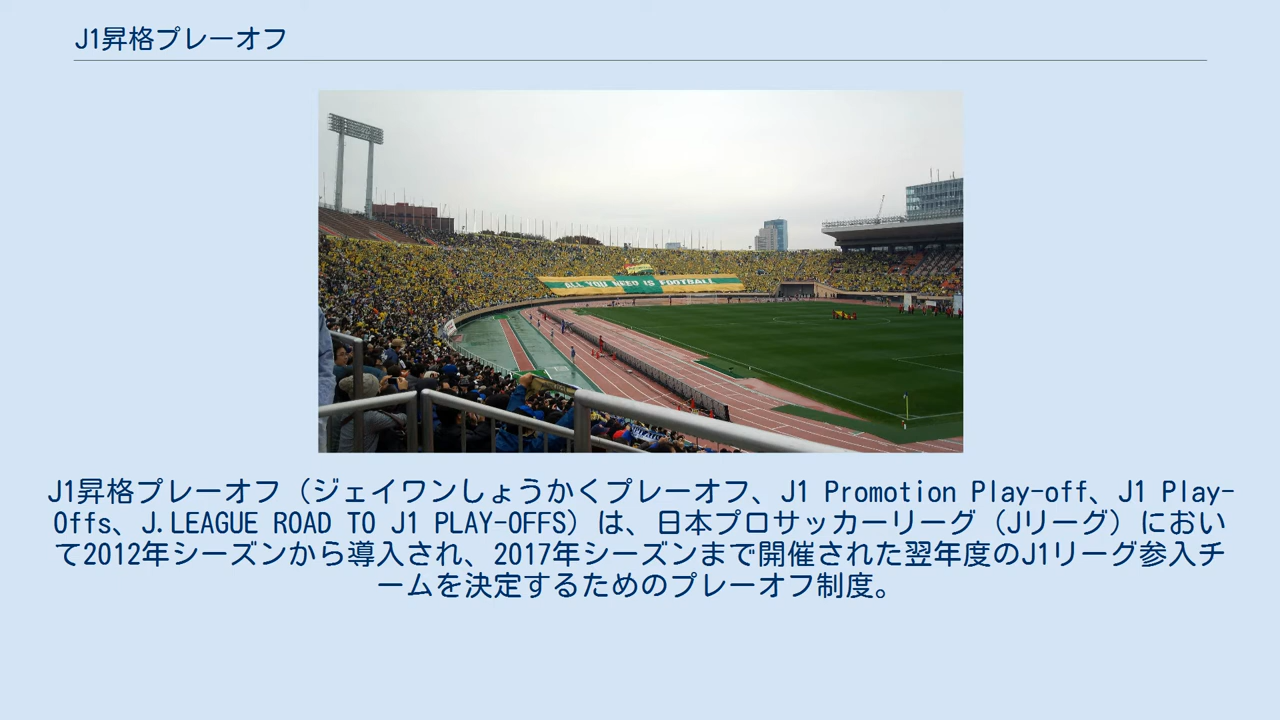 J1昇格プレーオフ
ALL YOU NEED IS FOOTBALL
J1昇格プレーオフ（ジェイワンしょうかくプレーオフ、J1 Promotion Play-off、J1 Play-
Offs、J.LEAGUE ROAD TO J1 PLAY-OFFS）は、日本プロサッカーリーグ（Jリーグ）におい
て2012年シーズンから導入され、2017年シーズンまで開催された翌年度のJ1リーグ参入チ
ームを決定するためのプレーオフ制度。